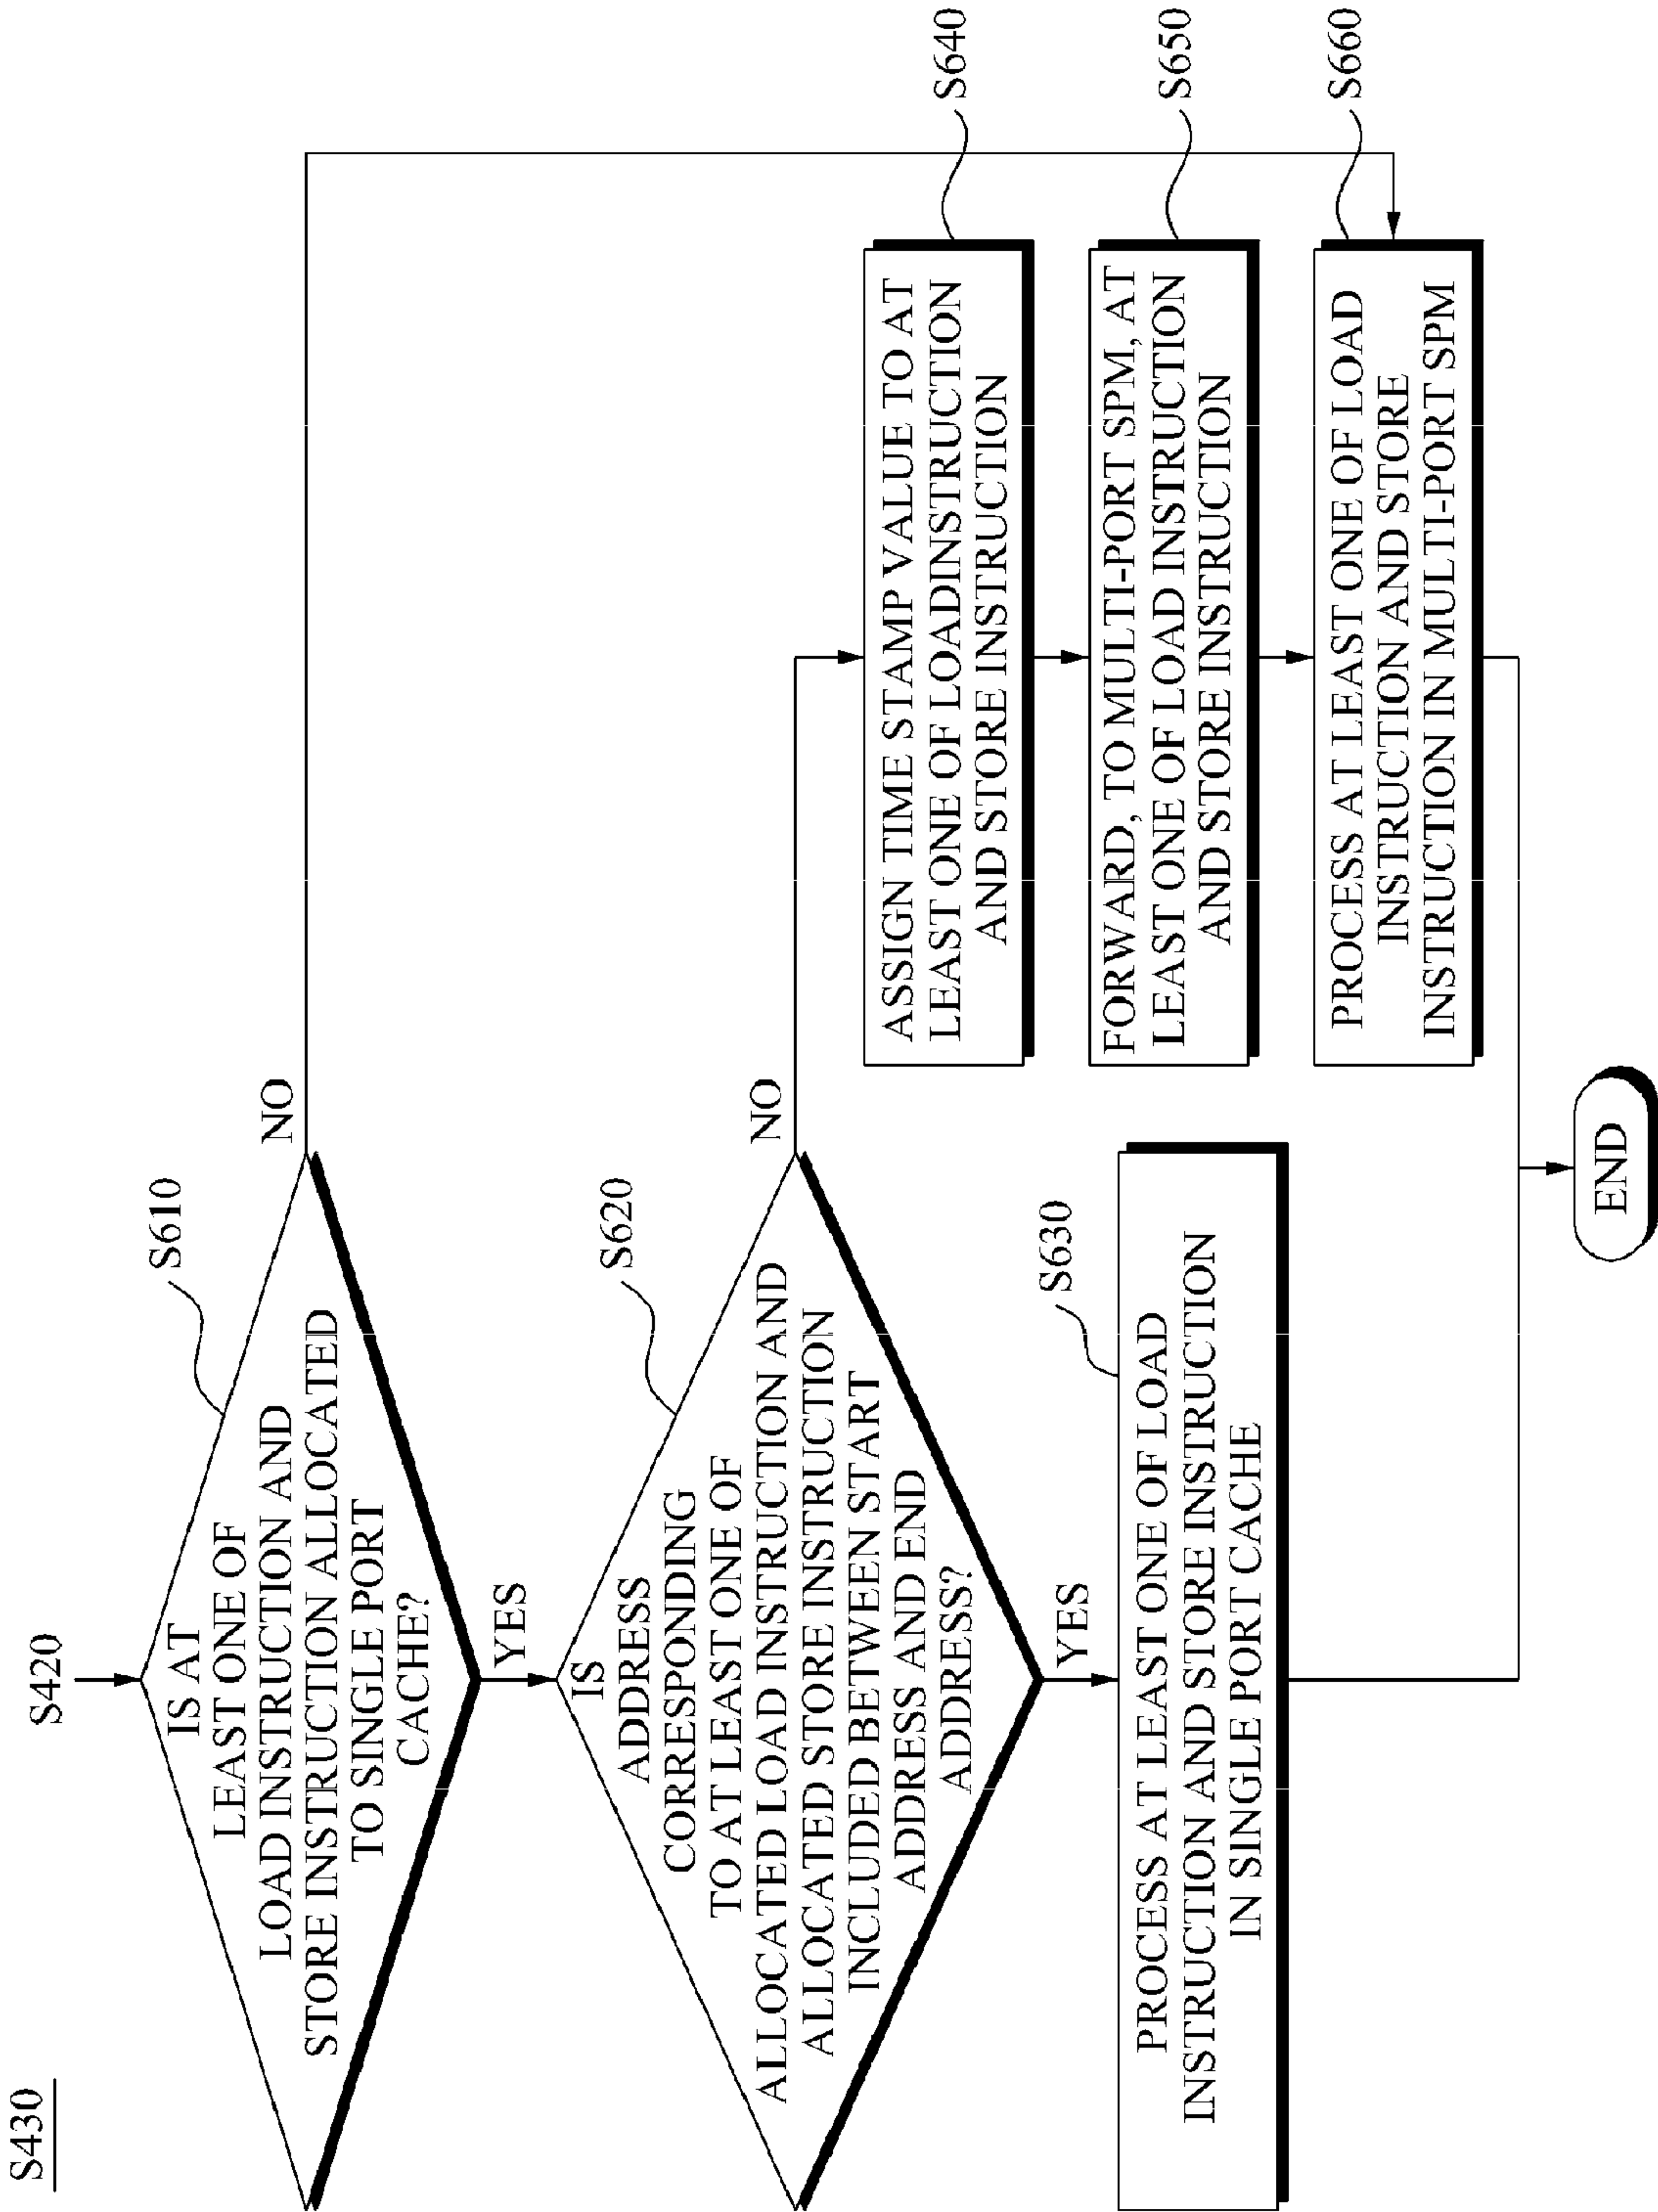 S430
S420
IS AT
LEAST ONE OF
LOAD INSTRUCTION AND
STORE INSTRUCTION ALLOCATED
TO SINGLE PORT
CACHE?
S610
NO
YES
IS
ADDRESS
CORRESPONDING
TO AT LEAST ONE OF
ALLOCATED LOAD INSTRUCTION AND
ALLOCATED STORE INSTRUCTION
INCLUDED BETWEEN START
ADDRESS AND END
ADDRESS?
S620
NO
YES
PROCESS AT LEAST ONE OF LOAD
INSTRUCTION AND STORE INSTRUCTION
IN SINGLE PORT CACHE
S630
ASSIGN TIME STAMP VALUE TO AT
LEAST ONE OF LOADINSTRUCTION
AND STORE INSTRUCTION
S640
FORWARD, TO MULTI-PORT SPM, AT
LEAST ONE OF LOAD INSTRUCTION
AND STORE INSTRUCTION
S650
PROCESS AT LEAST ONE OF LOAD
INSTRUCTION AND STORE
INSTRUCTION IN MULTI-PORT SPM
S660
END